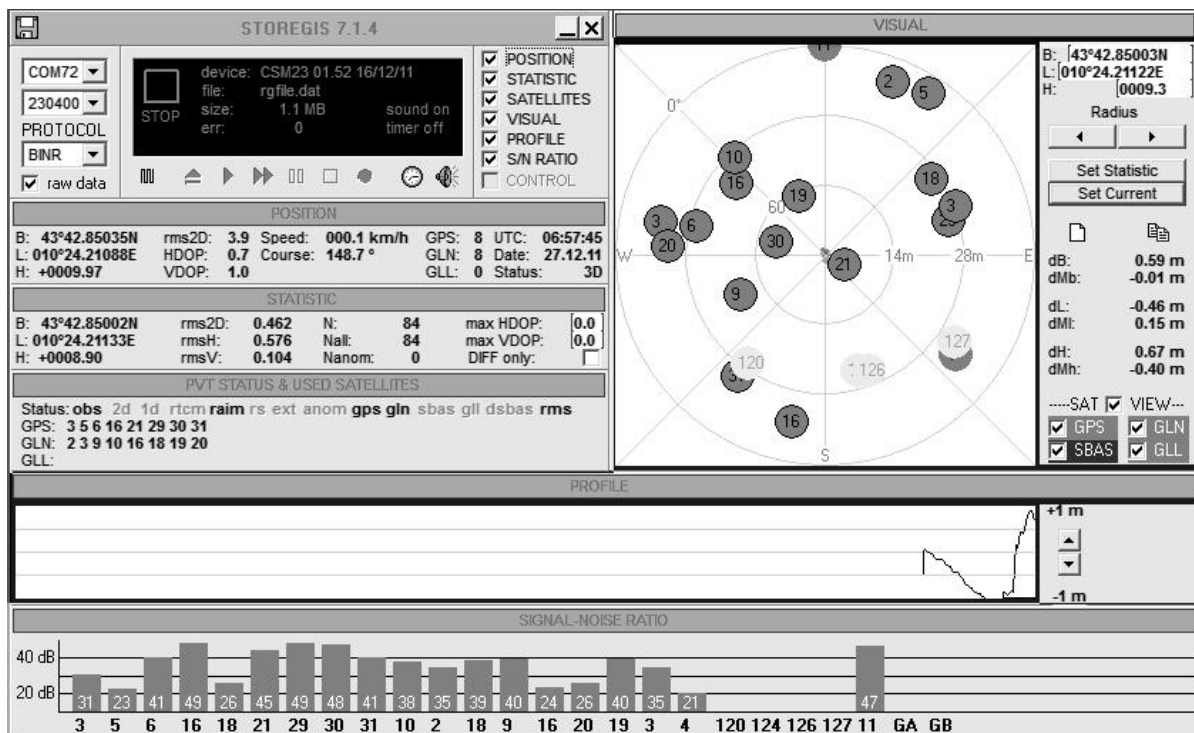 STOREGIS 7.1.4
COM72
230400
PROTOCOL
BINR
raw data
STOP
device: CSM23 01.52 16/12/11
file: rgfile.dat
size: 1.1 MB sound on
err: 0 timer off
POSITION
STATISTIC
SATELLITES
VISUAL
PROFILE
S/N RATIO
CONTROL
POSITION
B: 43°42.85035N rms2D: 3.9 Speed: 000.1 km/h GPS: 8 UTC: 06:57:45
L: 010°24.21088E HDOP: 0.7 Course: 148.7 ° GLN: 8 Date: 27.12.11
H: +0009.97 VDOP: 1.0 GLL: 0 Status: 3D
STATISTIC
B: 43°42.85002N rms2D: 0.462 N: 84 max HDOP: 0.0
L: 010°24.21133E rmsH: 0.576 Nall: 84 max VDOP: 0.0
H: +0008.90 rmsV: 0.104 Nanom: 0 DIFF only:
PVT STATUS & USED SATELLITES
Status: obs 2d 1d rtcm raim rs ext anom gps gln sbas gll dsbas rms
GPS: 3 5 6 16 21 29 30 31
GLN: 2 3 9 10 16 18 19 20
GLL:
VISUAL
11
2
5
0°
10
16
19
18
3
3
6
60
20
30
W
21
14m
28m
E
9
127
120
126
16
S
B: 43°42.85003N
L: 010°24.21122E
H: 0009.3
Radius
Set Statistic
Set Current
dB: 0.59 m
dMb: -0.01 m
dL: -0.46 m
dMl: 0.15 m
dH: 0.67 m
dMh: -0.40 m
----SAT VIEW---
GPS GLN
SBAS GLL
PROFILE
+1 m
-1 m
SIGNAL-NOISE RATIO
40 dB
20 dB
31 23 41 49 26 45 49 48 41 38 35 39 40 24 26 40 35 21 47
3 5 6 16 18 21 29 30 31 10 2 18 9 16 20 19 3 4 120 124 126 127 11 GA GB